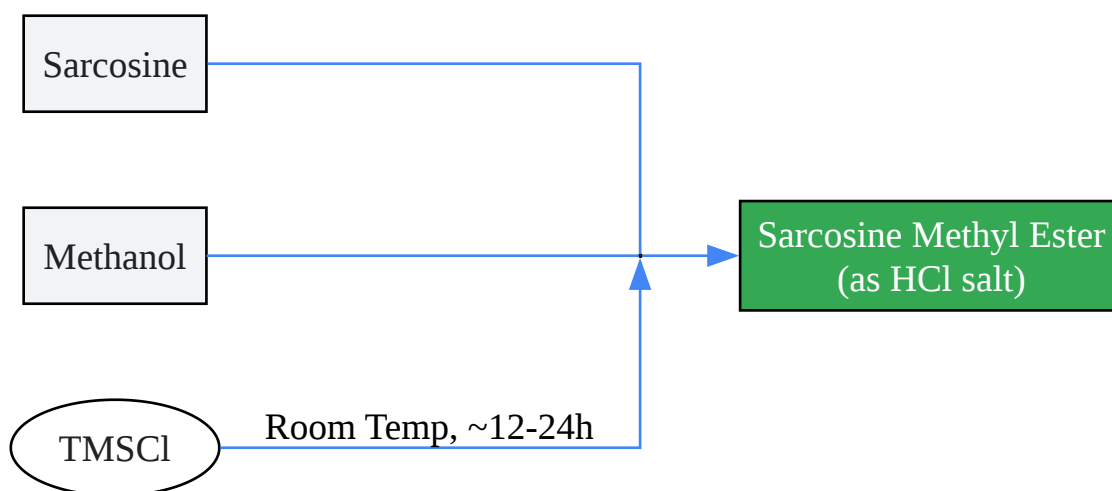 Sarcosine
Methanol
Sarcosine Methyl Ester
(as HCl salt)
Room Temp, ~12-24h
TMSCl